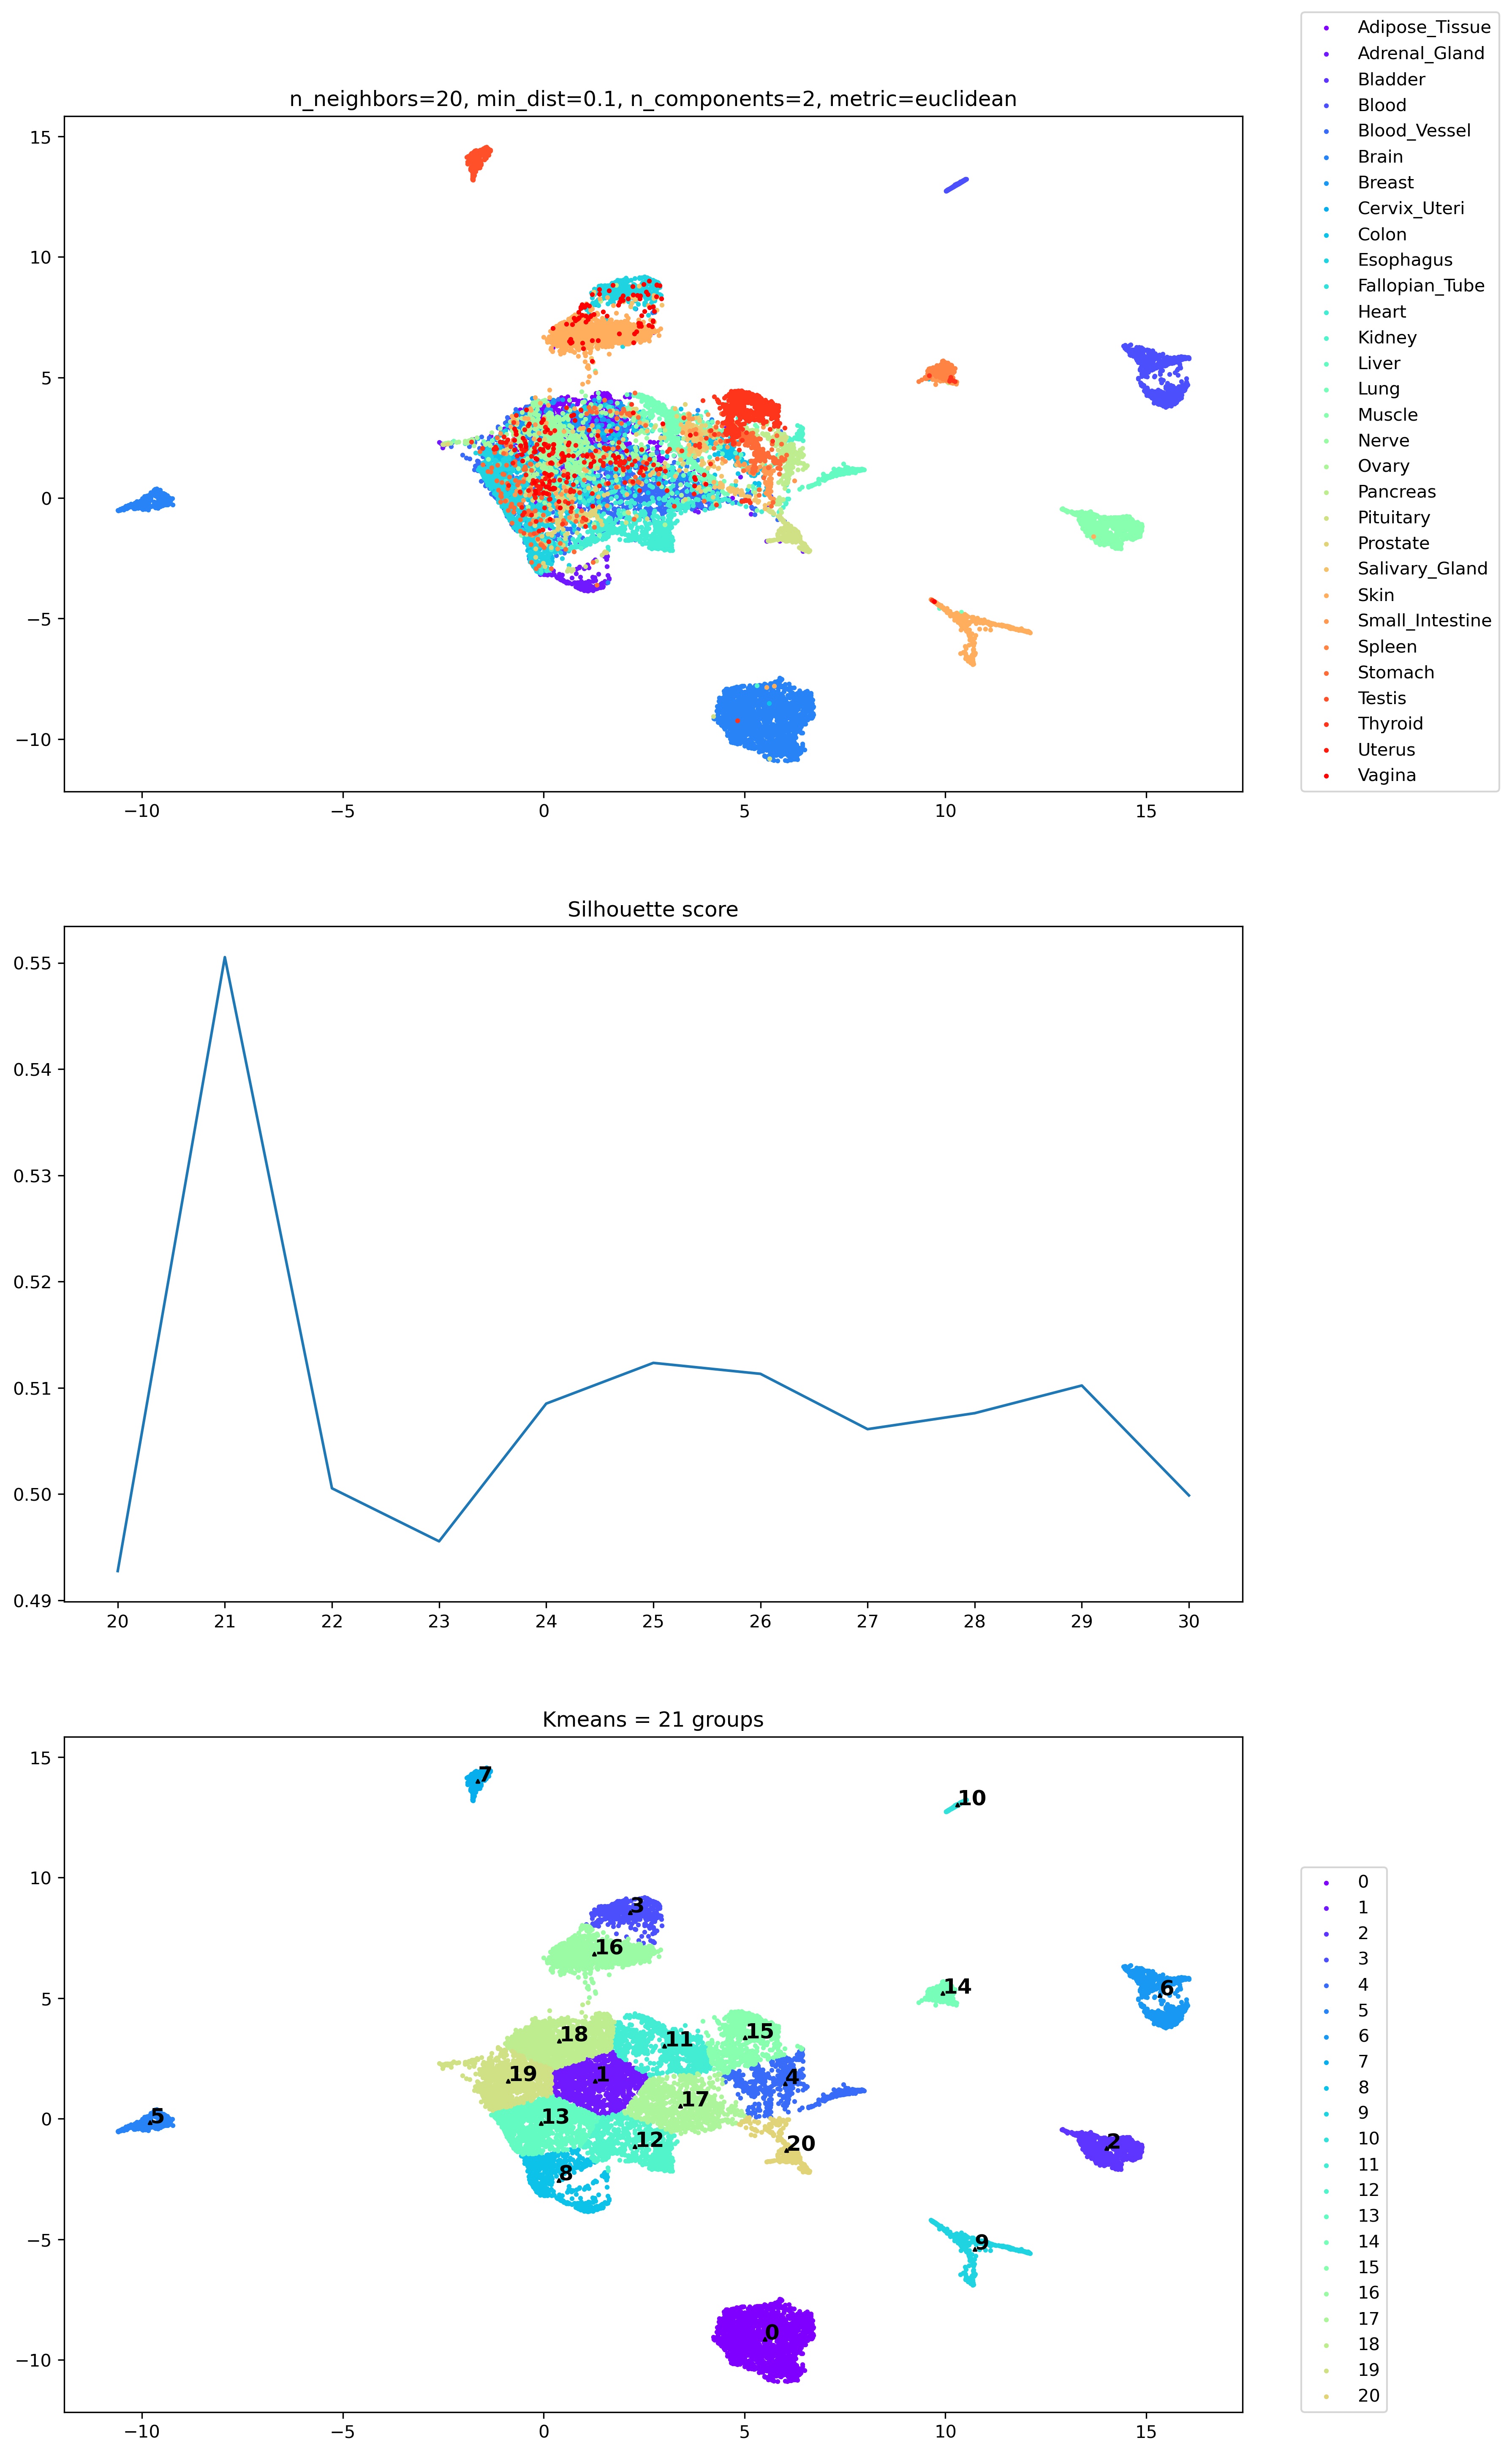 n_neighbors=20, min_dist=0.1, n_components=2, metric=euclidean
15
10
5
0
−5
−10
−10
−5
0
5
10
15
Adipose_Tissue
Adrenal_Gland
Bladder
Blood
Blood_Vessel
Brain
Breast
Cervix_Uteri
Colon
Esophagus
Fallopian_Tube
Heart
Kidney
Liver
Lung
Muscle
Nerve
Ovary
Pancreas
Pituitary
Prostate
Salivary_Gland
Skin
Small_Intestine
Spleen
Stomach
Testis
Thyroid
Uterus
Vagina
Silhouette score
0.55
0.54
0.53
0.52
0.51
0.50
0.49
20
21
22
23
24
25
26
27
28
29
30
Kmeans = 21 groups
15
10
5
0
−5
−10
−10
−5
0
5
10
15
7
10
3
16
14
6
18
11
15
19
1
4
17
13
5
12
20
2
8
9
0
0
1
2
3
4
5
6
7
8
9
10
11
12
13
14
15
16
17
18
19
20